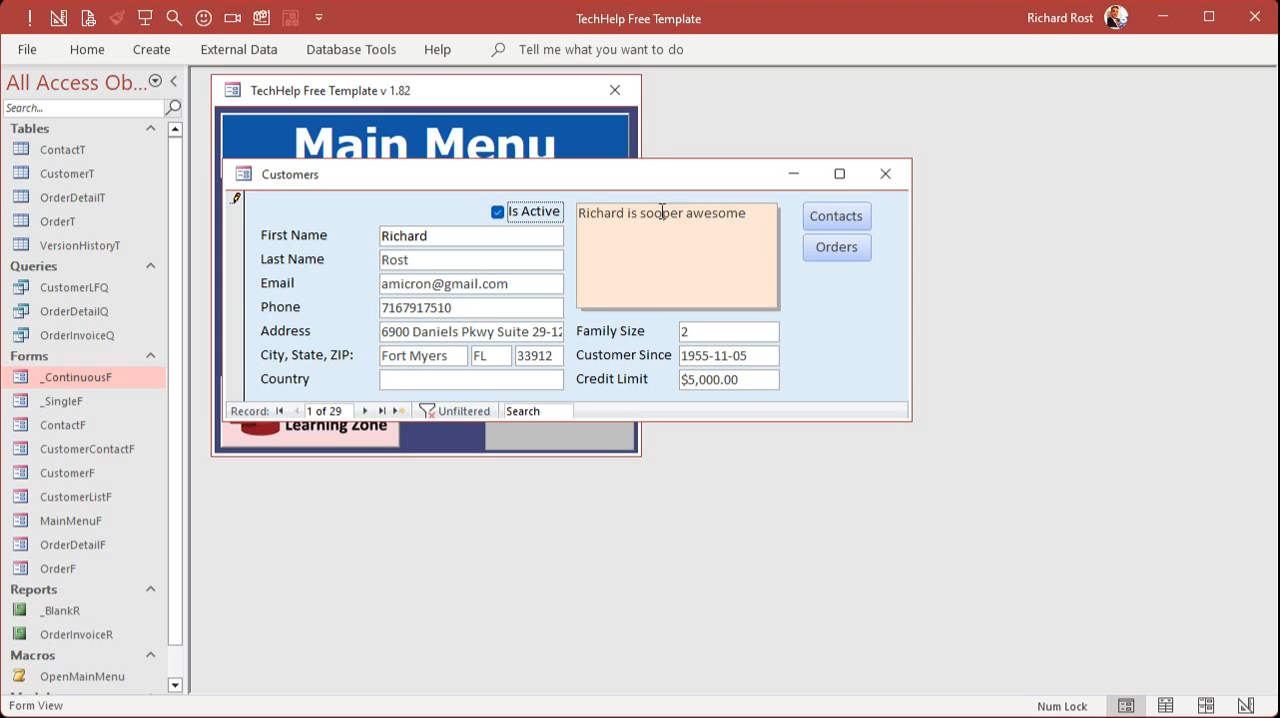 TechHelp Free Template
Richard Rost
File
Home
Create
External Data
Database Tools
Help
Tell me what you want to do
All Access Ob...
Search...
Tables
ContactT
CustomerT
OrderDetailT
OrderT
VersionHistoryT
Queries
CustomerLFQ
OrderDetailQ
OrderInvoiceQ
Forms
_ContinuousF
_SingleF
ContactF
CustomerContactF
CustomerF
CustomerListF
MainMenuF
OrderDetailF
OrderF
Reports
_BlankR
OrderInvoiceR
Macros
OpenMainMenu
TechHelp Free Template v 1.82
Main Menu
Customers
Is Active
First Name Richard
Last Name Rost
Email amicron@gmail.com
Phone 7167917510
Address 6900 Daniels Pkwy Suite 29-12
City, State, ZIP: Fort Myers FL 33912
Country
Richard is sooper awesome
Family Size 2
Customer Since 1955-11-05
Credit Limit $5,000.00
Contacts
Orders
Record: 1 of 29 Unfiltered Search
Learning Zone
Form View
Num Lock